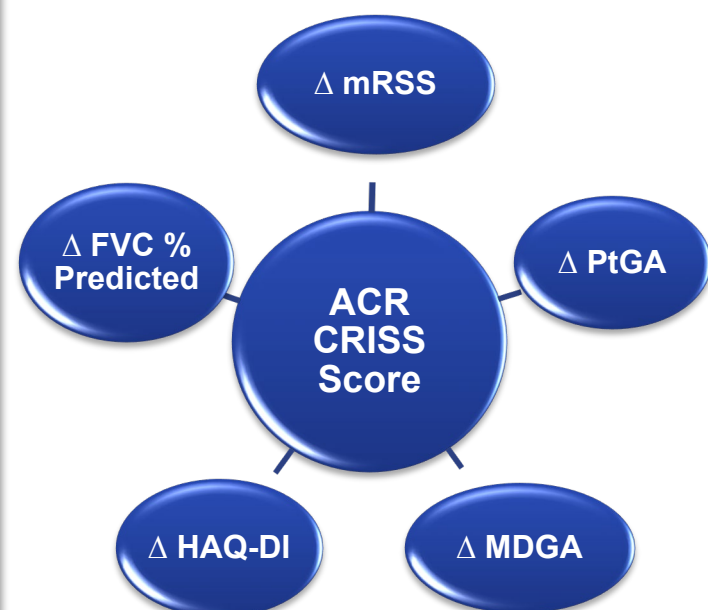 Δ mRSS
Δ FVC %
Predicted
Δ PtGA
ACR
CRISS
Score
Δ HAQ-DI
Δ MDGA